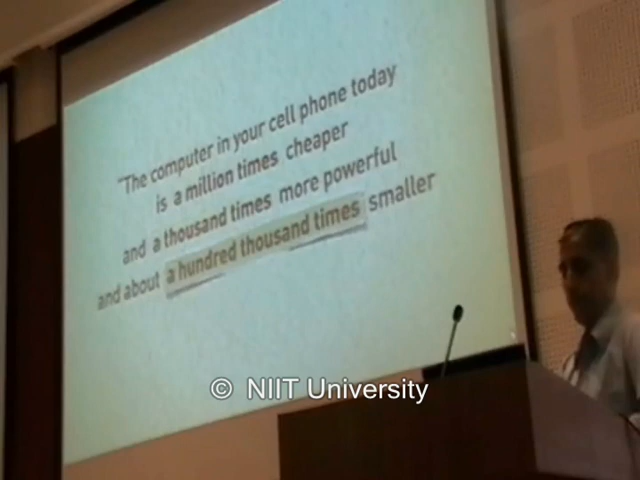 "The computer in your cell phone today
is a million times cheaper
and a thousand times more powerful
and about a hundred thousand times smaller
© NIIT University